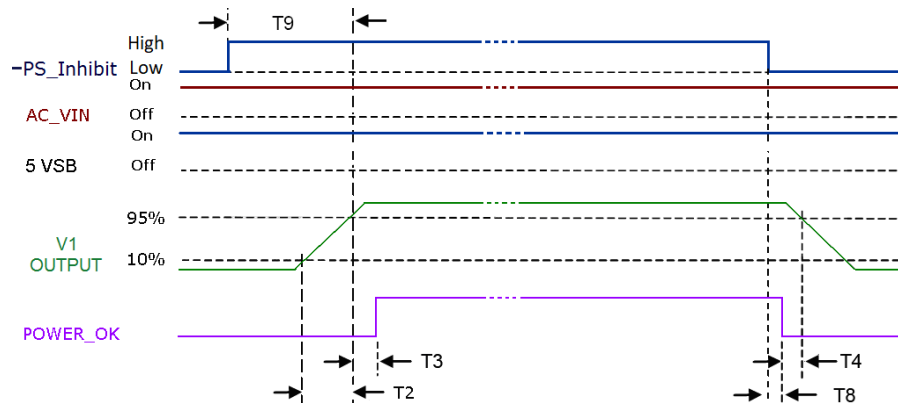 T9
High
–PS_Inhibit
Low
On
AC_VIN
Off
On
5 VSB
Off
95%
V1
OUTPUT
10%
POWER_OK
T3
T4
T2
T8